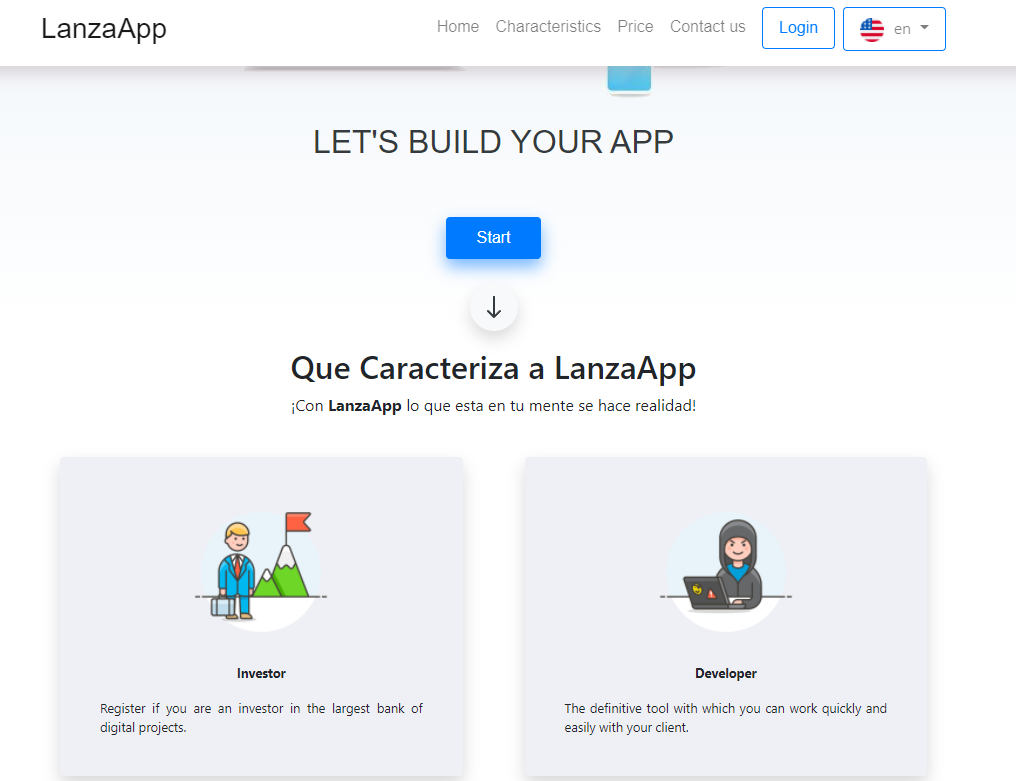 LanzaApp
Home Characteristics Price Contact us Login en
LET'S BUILD YOUR APP
Start
Que Caracteriza a LanzaApp
¡Con LanzaApp lo que esta en tu mente se hace realidad!
Investor
Register if you are an investor in the largest bank of
digital projects.
Developer
The definitive tool with which you can work quickly and
easily with your client.